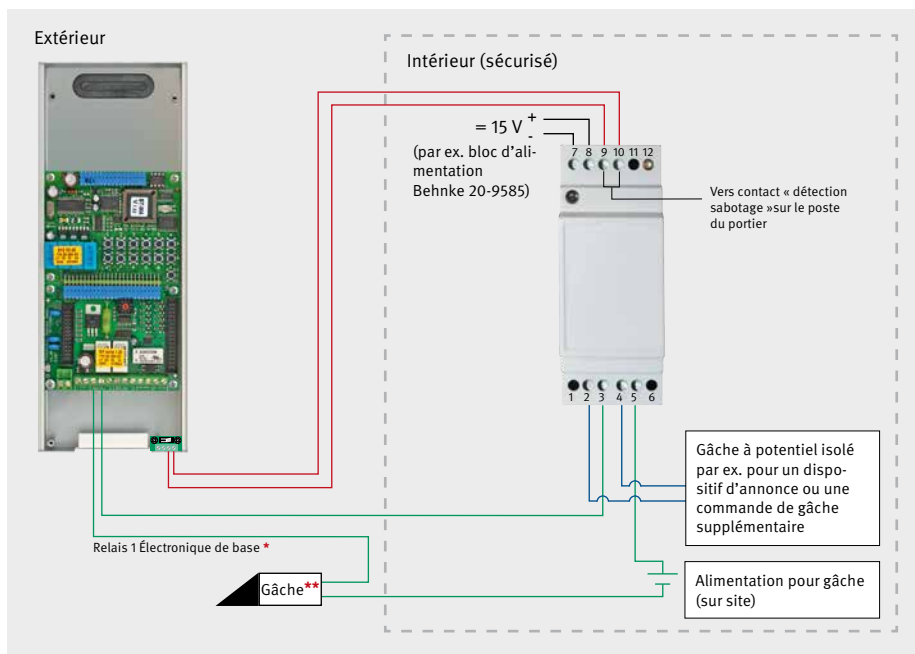 Extérieur
Intérieur (sécurisé)
= 15 V + -
(par ex. bloc d'ali-
mentation
Behnke 20-9585)
7 8 9 10 11 12
Vers contact « détection
sabotage »sur le poste
du portier
1 2 3 4 5 6
Gâche à potentiel isolé
par ex. pour un dispo-
sitif d'annonce ou une
commande de gâche
supplémentaire
Relais 1 Électronique de base *
Gâche**
Alimentation pour gâche
(sur site)